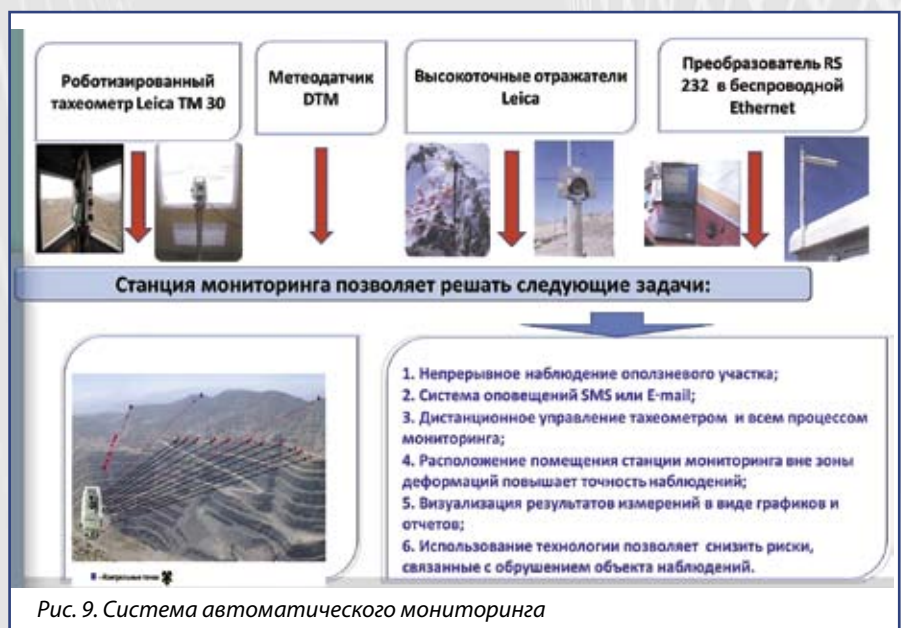 Роботизированный
тахеометр Leica TM 30
Метеодатчик
DTM
Высокоточные отражатели
Leica
Преобразователь RS
232 в беспроводной
Ethernet
Станция мониторинга позволяет решать следующие задачи:
- Контрольные точки
1. Непрерывное наблюдение оползневого участка;
2. Система оповещений SMS или E-mail;
3. Дистанционное управление тахеометром и всем процессом
мониторинга;
4. Расположение помещения станции мониторинга вне зоны
деформаций повышает точность наблюдений;
5. Визуализация результатов измерений в виде графиков и
отчетов;
6. Использование технологии позволяет снизить риски,
связанные с обрушением объекта наблюдений.
Рис. 9. Система автоматического мониторинга